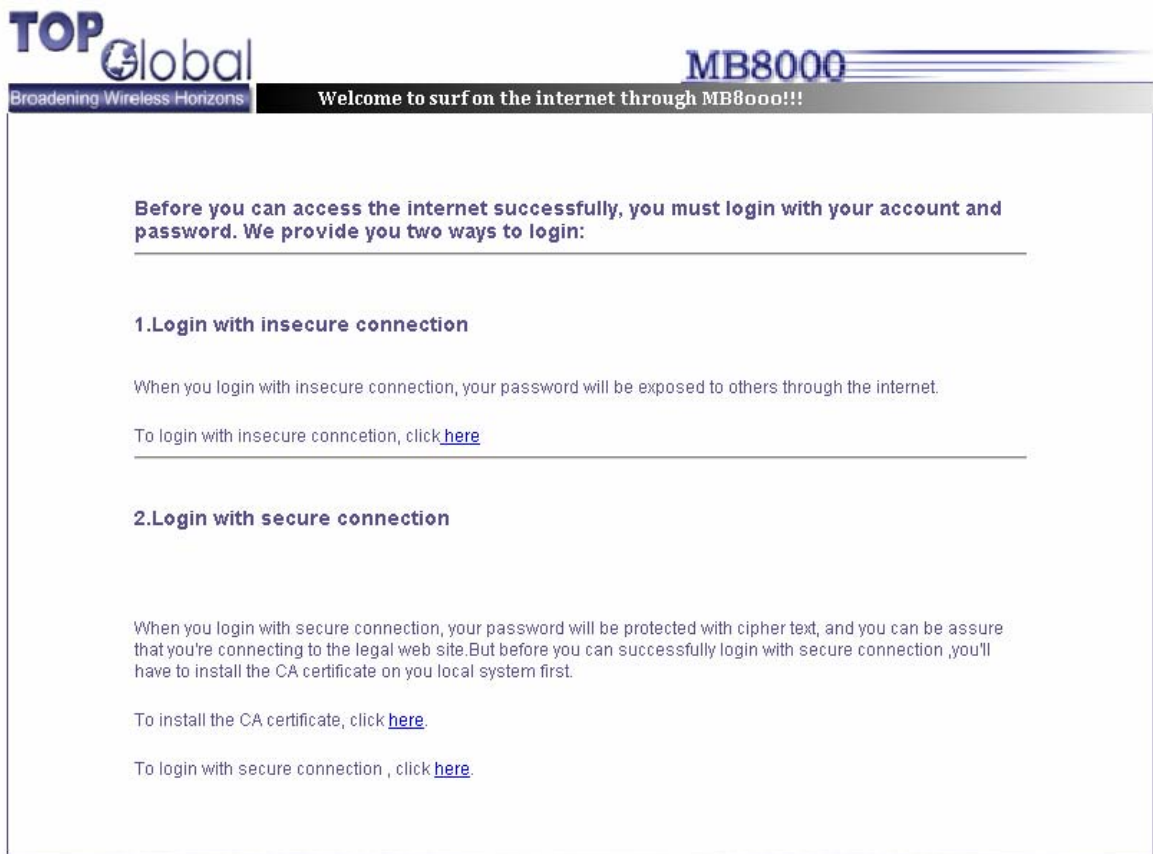 TOP Global
MB8000
Broadening Wireless Horizons
Welcome to surf on the internet through MB8000!!!
Before you can access the internet successfully, you must login with your account and
password. We provide you two ways to login:
1.Login with insecure connection
When you login with insecure connection, your password will be exposed to others through the internet.
To login with insecure conncetion, click here
2.Login with secure connection
When you login with secure connection, your password will be protected with cipher text, and you can be assure
that you're connecting to the legal web site.But before you can successfully login with secure connection ,you'll
have to install the CA certificate on you local system first.
To install the CA certificate, click here.
To login with secure connection , click here.